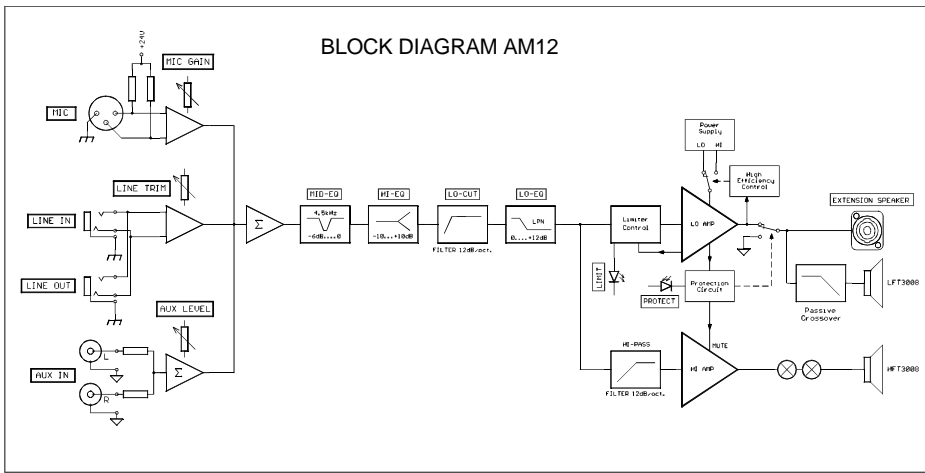 BLOCK DIAGRAM AM12
+24V
MIC GAIN
MIC
LINE TRIM
LINE IN
LINE OUT
AUX LEVEL
AUX IN
L
R
Σ
Σ
MID-EQ
4,5kHz
-6dB....0
HI-EQ
-10...+10dB
LO-CUT
FILTER 12dB/oct.
LO-EQ
LPN
0....+12dB
Limiter
Control
LIMIT
Power
Supply
LO HI
High
Efficiency
Control
LO AMP
Protection
Circuit
PROTECT
EXTENSION SPEAKER
Passive
Crossover
LFT3008
HI-PASS
FILTER 12dB/oct.
MUTE
HI AMP
HFT3008